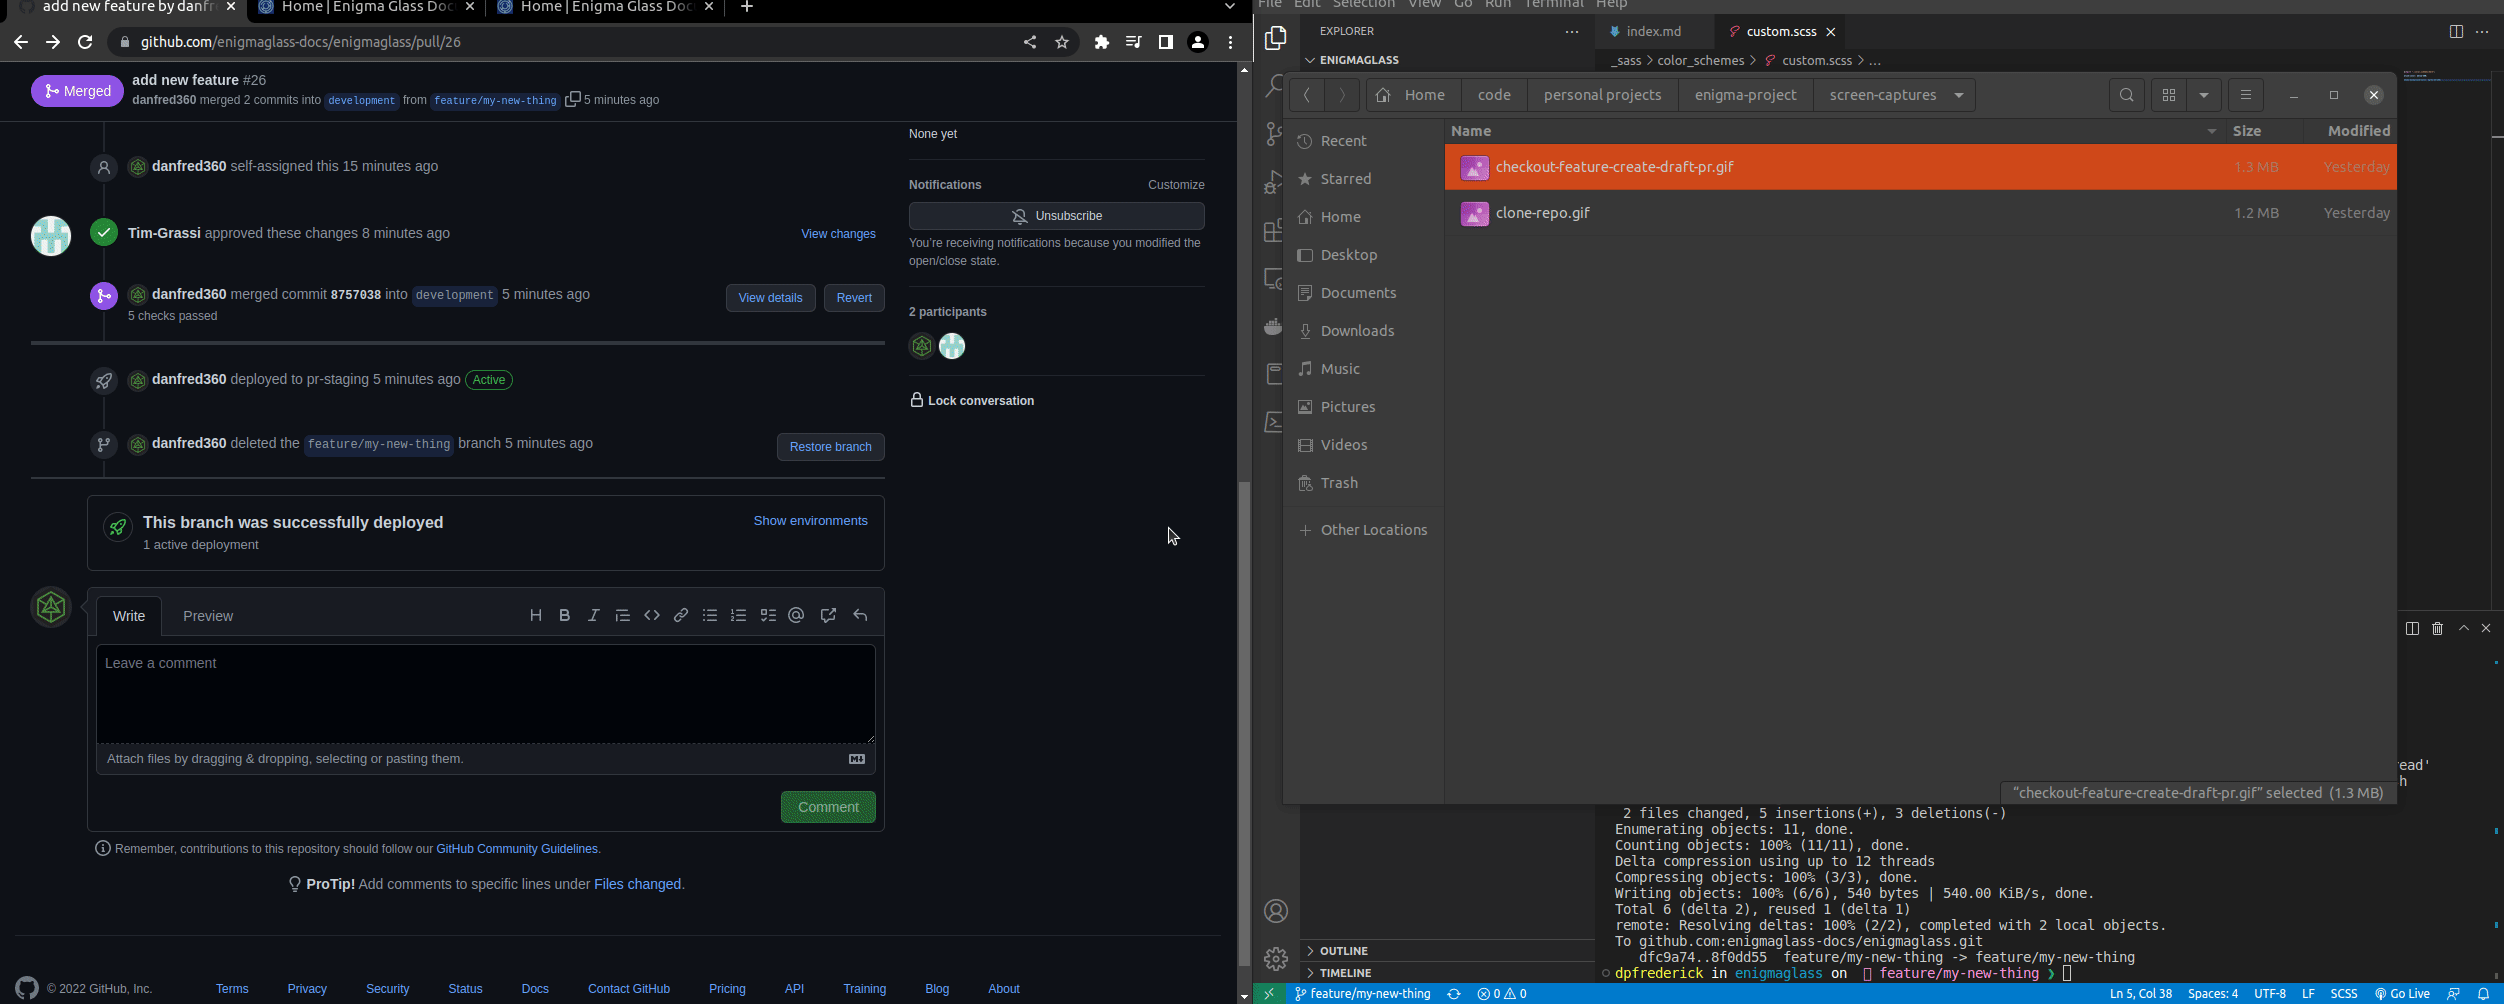 add new feature by danfre
Home | Enigma Glass Doc
Home | Enigma Glass Doc
github.com/enigmaglass-docs/enigmaglass/pull/26
Merged
add new feature #26
danfred360 merged 2 commits into development from feature/my-new-thing 5 minutes ago
danfred360 self-assigned this 15 minutes ago
Tim-Grassi approved these changes 8 minutes ago
View changes
danfred360 merged commit 8757038 into development 5 minutes ago
5 checks passed
View details
Revert
danfred360 deployed to pr-staging 5 minutes ago Active
danfred360 deleted the feature/my-new-thing branch 5 minutes ago
Restore branch
This branch was successfully deployed
1 active deployment
Show environments
Write
Preview
Leave a comment
Attach files by dragging & dropping, selecting or pasting them.
Comment
Remember, contributions to this repository should follow our GitHub Community Guidelines.
ProTip! Add comments to specific lines under Files changed.
None yet
Notifications
Customize
Unsubscribe
You're receiving notifications because you modified the
open/close state.
2 participants
Lock conversation
© 2022 GitHub, Inc.
Terms
Privacy
Security
Status
Docs
Contact GitHub
Pricing
API
Training
Blog
About
File Edit Selection View Go Run Terminal Help
EXPLORER
ENIGMAGLASS
index.md
custom.scss
_sass > color_schemes > custom.scss > ...
Home
code
personal projects
enigma-project
screen-captures
Recent
Starred
Home
Desktop
Documents
Downloads
Music
Pictures
Videos
Trash
Other Locations
Name
Size
Modified
checkout-feature-create-draft-pr.gif
1.3 MB
Yesterday
clone-repo.gif
1.2 MB
Yesterday
"checkout-feature-create-draft-pr.gif" selected (1.3 MB)
2 files changed, 5 insertions(+), 3 deletions(-)
Enumerating objects: 11, done.
Counting objects: 100% (11/11), done.
Delta compression using up to 12 threads
Compressing objects: 100% (3/3), done.
Writing objects: 100% (6/6), 540 bytes | 540.00 KiB/s, done.
Total 6 (delta 2), reused 1 (delta 1)
remote: Resolving deltas: 100% (2/2), completed with 2 local objects.
To github.com:enigmaglass-docs/enigmaglass.git
dfc9a74..8f0dd55 feature/my-new-thing -> feature/my-new-thing
dpfrederick in enigmaglass on feature/my-new-thing ❯
OUTLINE
TIMELINE
feature/my-new-thing
0
0
Ln 5, Col 38
Spaces: 4
UTF-8
LF
SCSS
Go Live